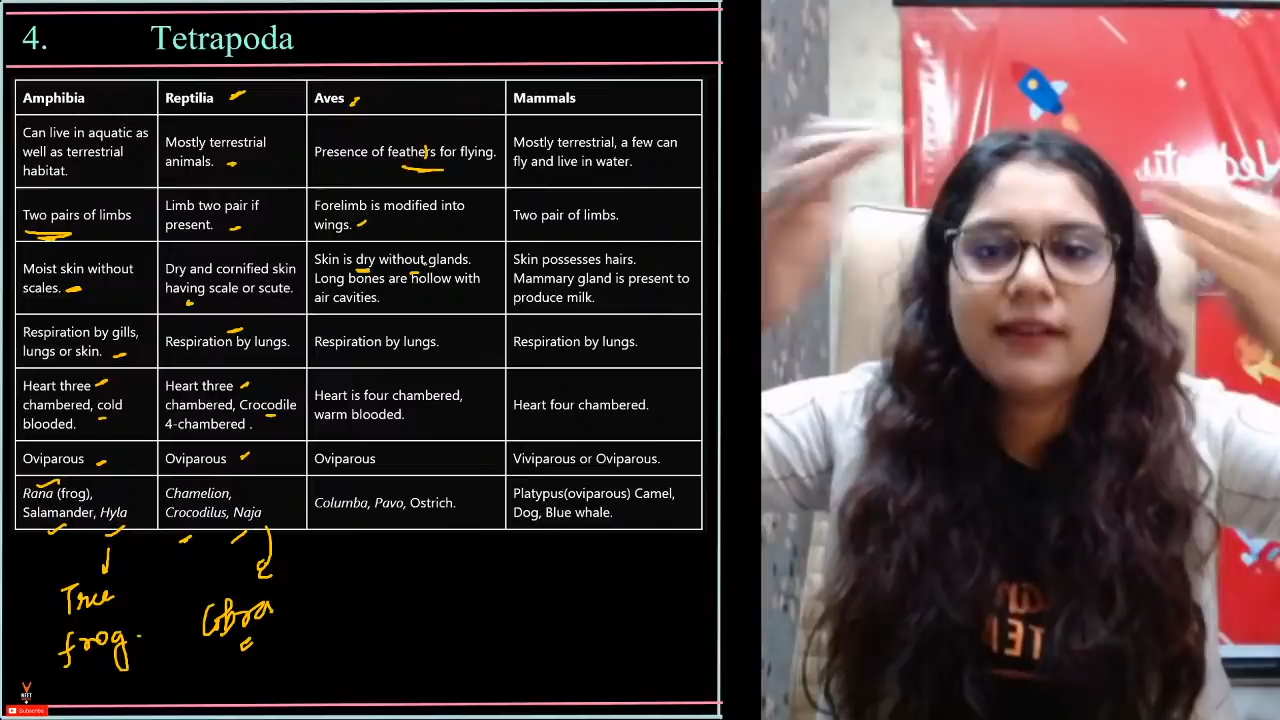 4. Tetrapoda
Amphibia
Reptilia
Aves
Mammals
Can live in aquatic as
well as terrestrial
habitat.
Mostly terrestrial
animals.
Presence of feathers for flying.
Mostly terrestrial, a few can
fly and live in water.
Two pairs of limbs
Limb two pair if
present.
Forelimb is modified into
wings.
Two pair of limbs.
Moist skin without
scales.
Dry and cornified skin
having scale or scute.
Skin is dry without glands.
Long bones are hollow with
air cavities.
Skin possesses hairs.
Mammary gland is present to
produce milk.
Respiration by gills,
lungs or skin.
Respiration by lungs.
Respiration by lungs.
Respiration by lungs.
Heart three
chambered, cold
blooded.
Heart three
chambered, Crocodile
4-chambered .
Heart is four chambered,
warm blooded.
Heart four chambered.
Oviparous
Oviparous
Oviparous
Viviparous or Oviparous.
Rana (frog),
Salamander, Hyla
Chamelion,
Crocodilus, Naja
Columba, Pavo, Ostrich.
Platypus(oviparous) Camel,
Dog, Blue whale.
Tree
frog.
Cobra
NEET
Subscribe